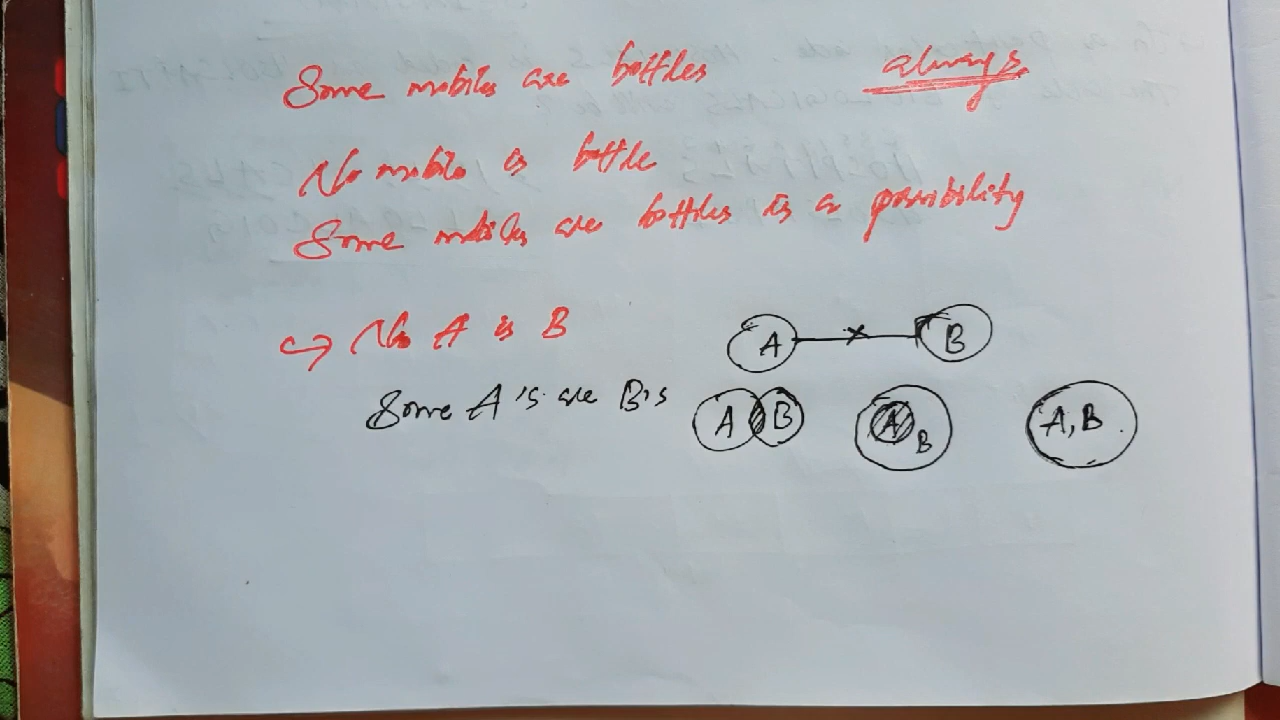 Some mobiles are bottles always.
No mobile is bottle
Some mobiles are bottles is a possibility
↪ No A is B
A B
Some A's are B's
A B
A B
A, B